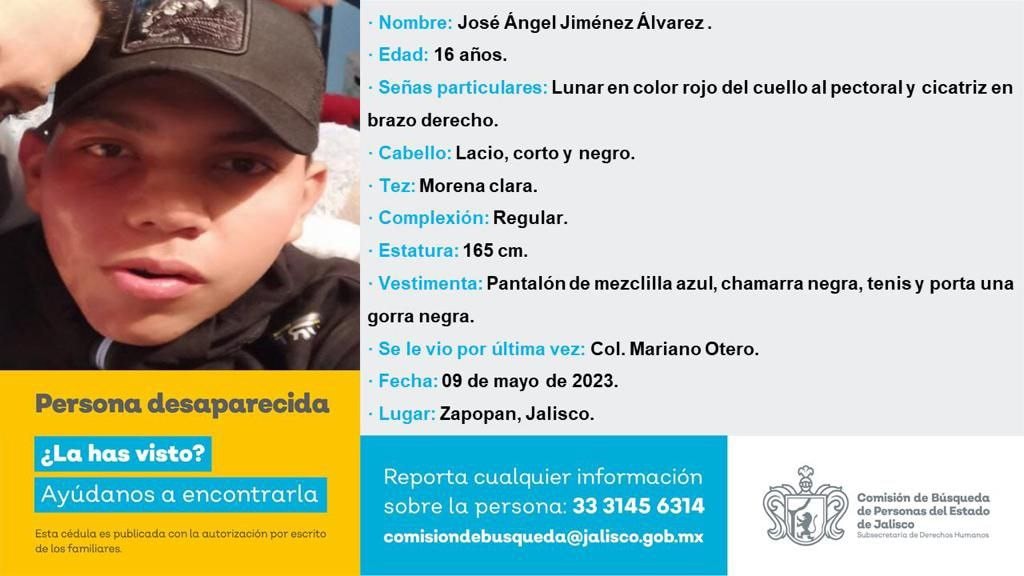 · Nombre: José Ángel Jiménez Álvarez .
· Edad: 16 años.
· Señas particulares: Lunar en color rojo del cuello al pectoral y cicatriz en
brazo derecho.
· Cabello: Lacio, corto y negro.
· Tez: Morena clara.
· Complexión: Regular.
· Estatura: 165 cm.
· Vestimenta: Pantalón de mezclilla azul, chamarra negra, tenis y porta una
gorra negra.
· Se le vio por última vez: Col. Mariano Otero.
· Fecha: 09 de mayo de 2023.
· Lugar: Zapopan, Jalisco.
Persona desaparecida
¿La has visto?
Ayúdanos a encontrarla
Esta cédula es publicada con la autorización por escrito
de los familiares.
Reporta cualquier información
sobre la persona: 33 3145 6314
comisiondebusqueda@jalisco.gob.mx
Comisión de Búsqueda
de Personas del Estado
de Jalisco
Subsecretaría de Derechos Humanos